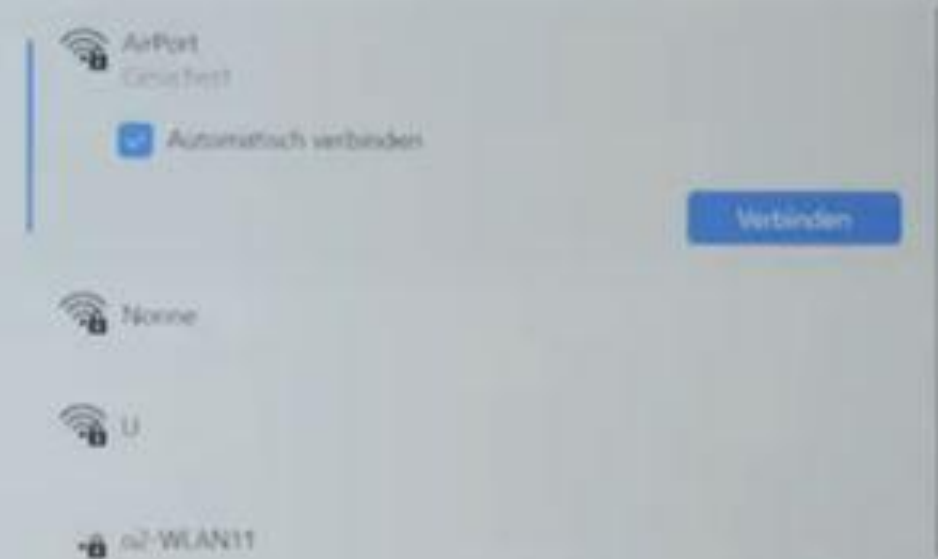 AirPort
Gesichert
Automatisch verbinden
Verbinden
Nonne
U
o2-WLAN11